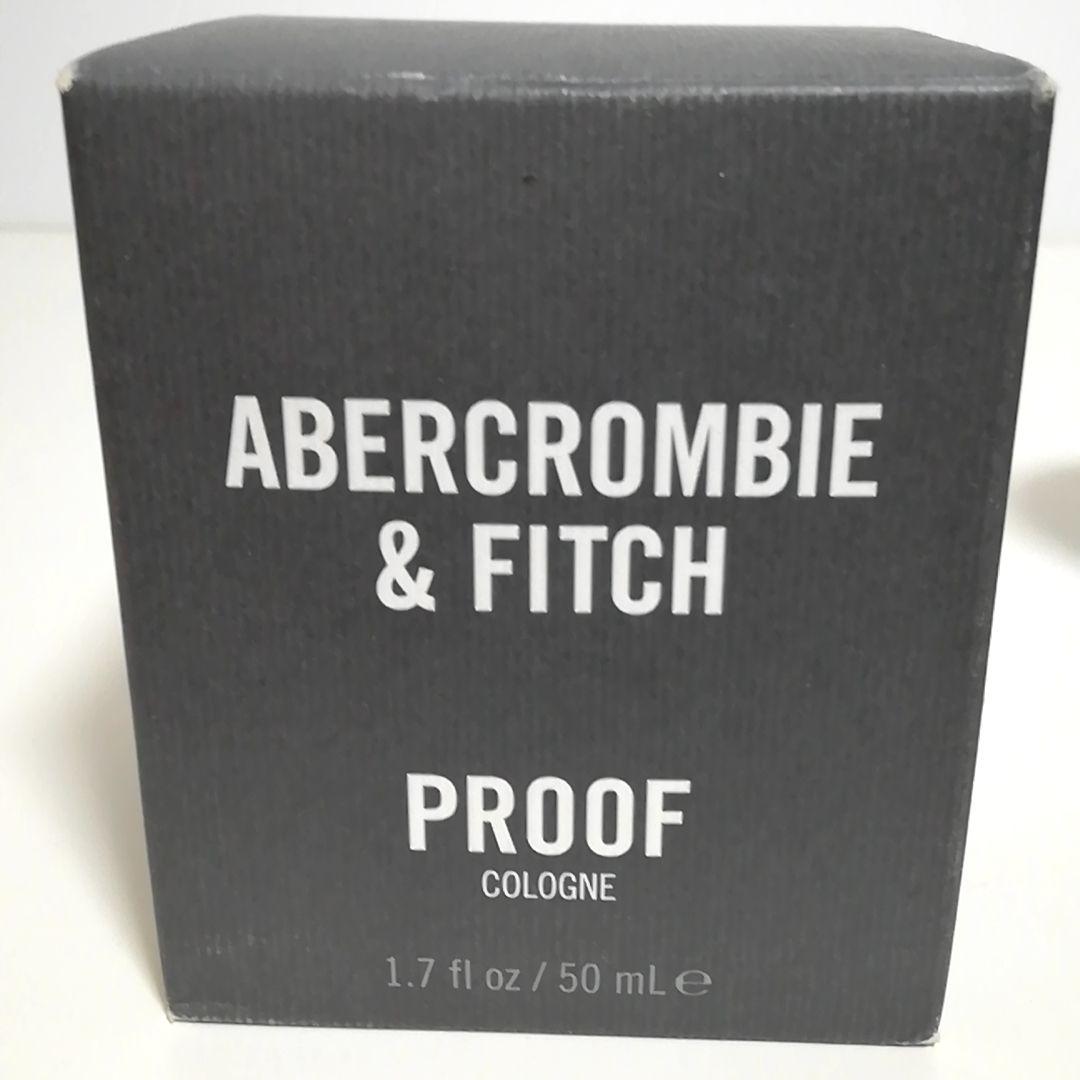 ABERCROMBIE
& FITCH
PROOF
COLOGNE
1.7 fl oz / 50 mL ℮